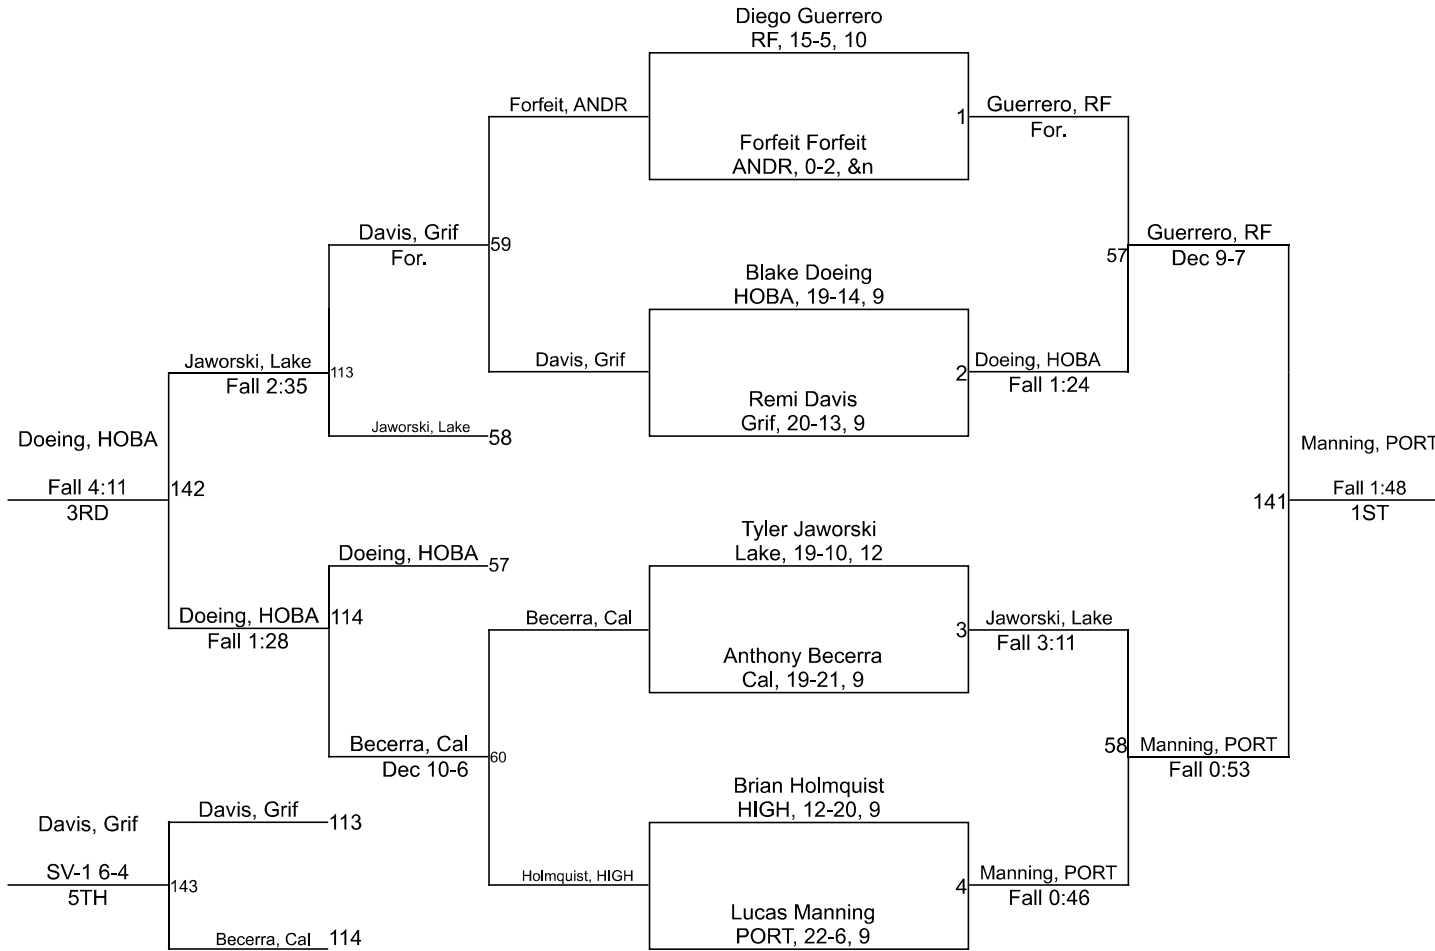 Diego Guerrero
RF, 15-5, 10
Forfeit, ANDR
1
Guerrero, RF
For.
Forfeit Forfeit
ANDR, 0-2, &n
Davis, Grif
For.
59
57
Guerrero, RF
Dec 9-7
Blake Doeing
HOBA, 19-14, 9
Jaworski, Lake
Fall 2:35
113
Davis, Grif
2
Doeing, HOBA
Fall 1:24
Remi Davis
Grif, 20-13, 9
Jaworski, Lake
58
Doeing, HOBA
Fall 4:11
3RD
142
Manning, PORT
141
Fall 1:48
1ST
Tyler Jaworski
Lake, 19-10, 12
Doeing, HOBA
57
Doeing, HOBA
Fall 1:28
114
Becerra, Cal
3
Jaworski, Lake
Fall 3:11
Anthony Becerra
Cal, 19-21, 9
Becerra, Cal
Dec 10-6
60
58
Manning, PORT
Fall 0:53
Brian Holmquist
HIGH, 12-20, 9
Davis, Grif
113
Davis, Grif
SV-1 6-4
5TH
143
Holmquist, HIGH
4
Manning, PORT
Fall 0:46
Lucas Manning
PORT, 22-6, 9
Becerra, Cal
114